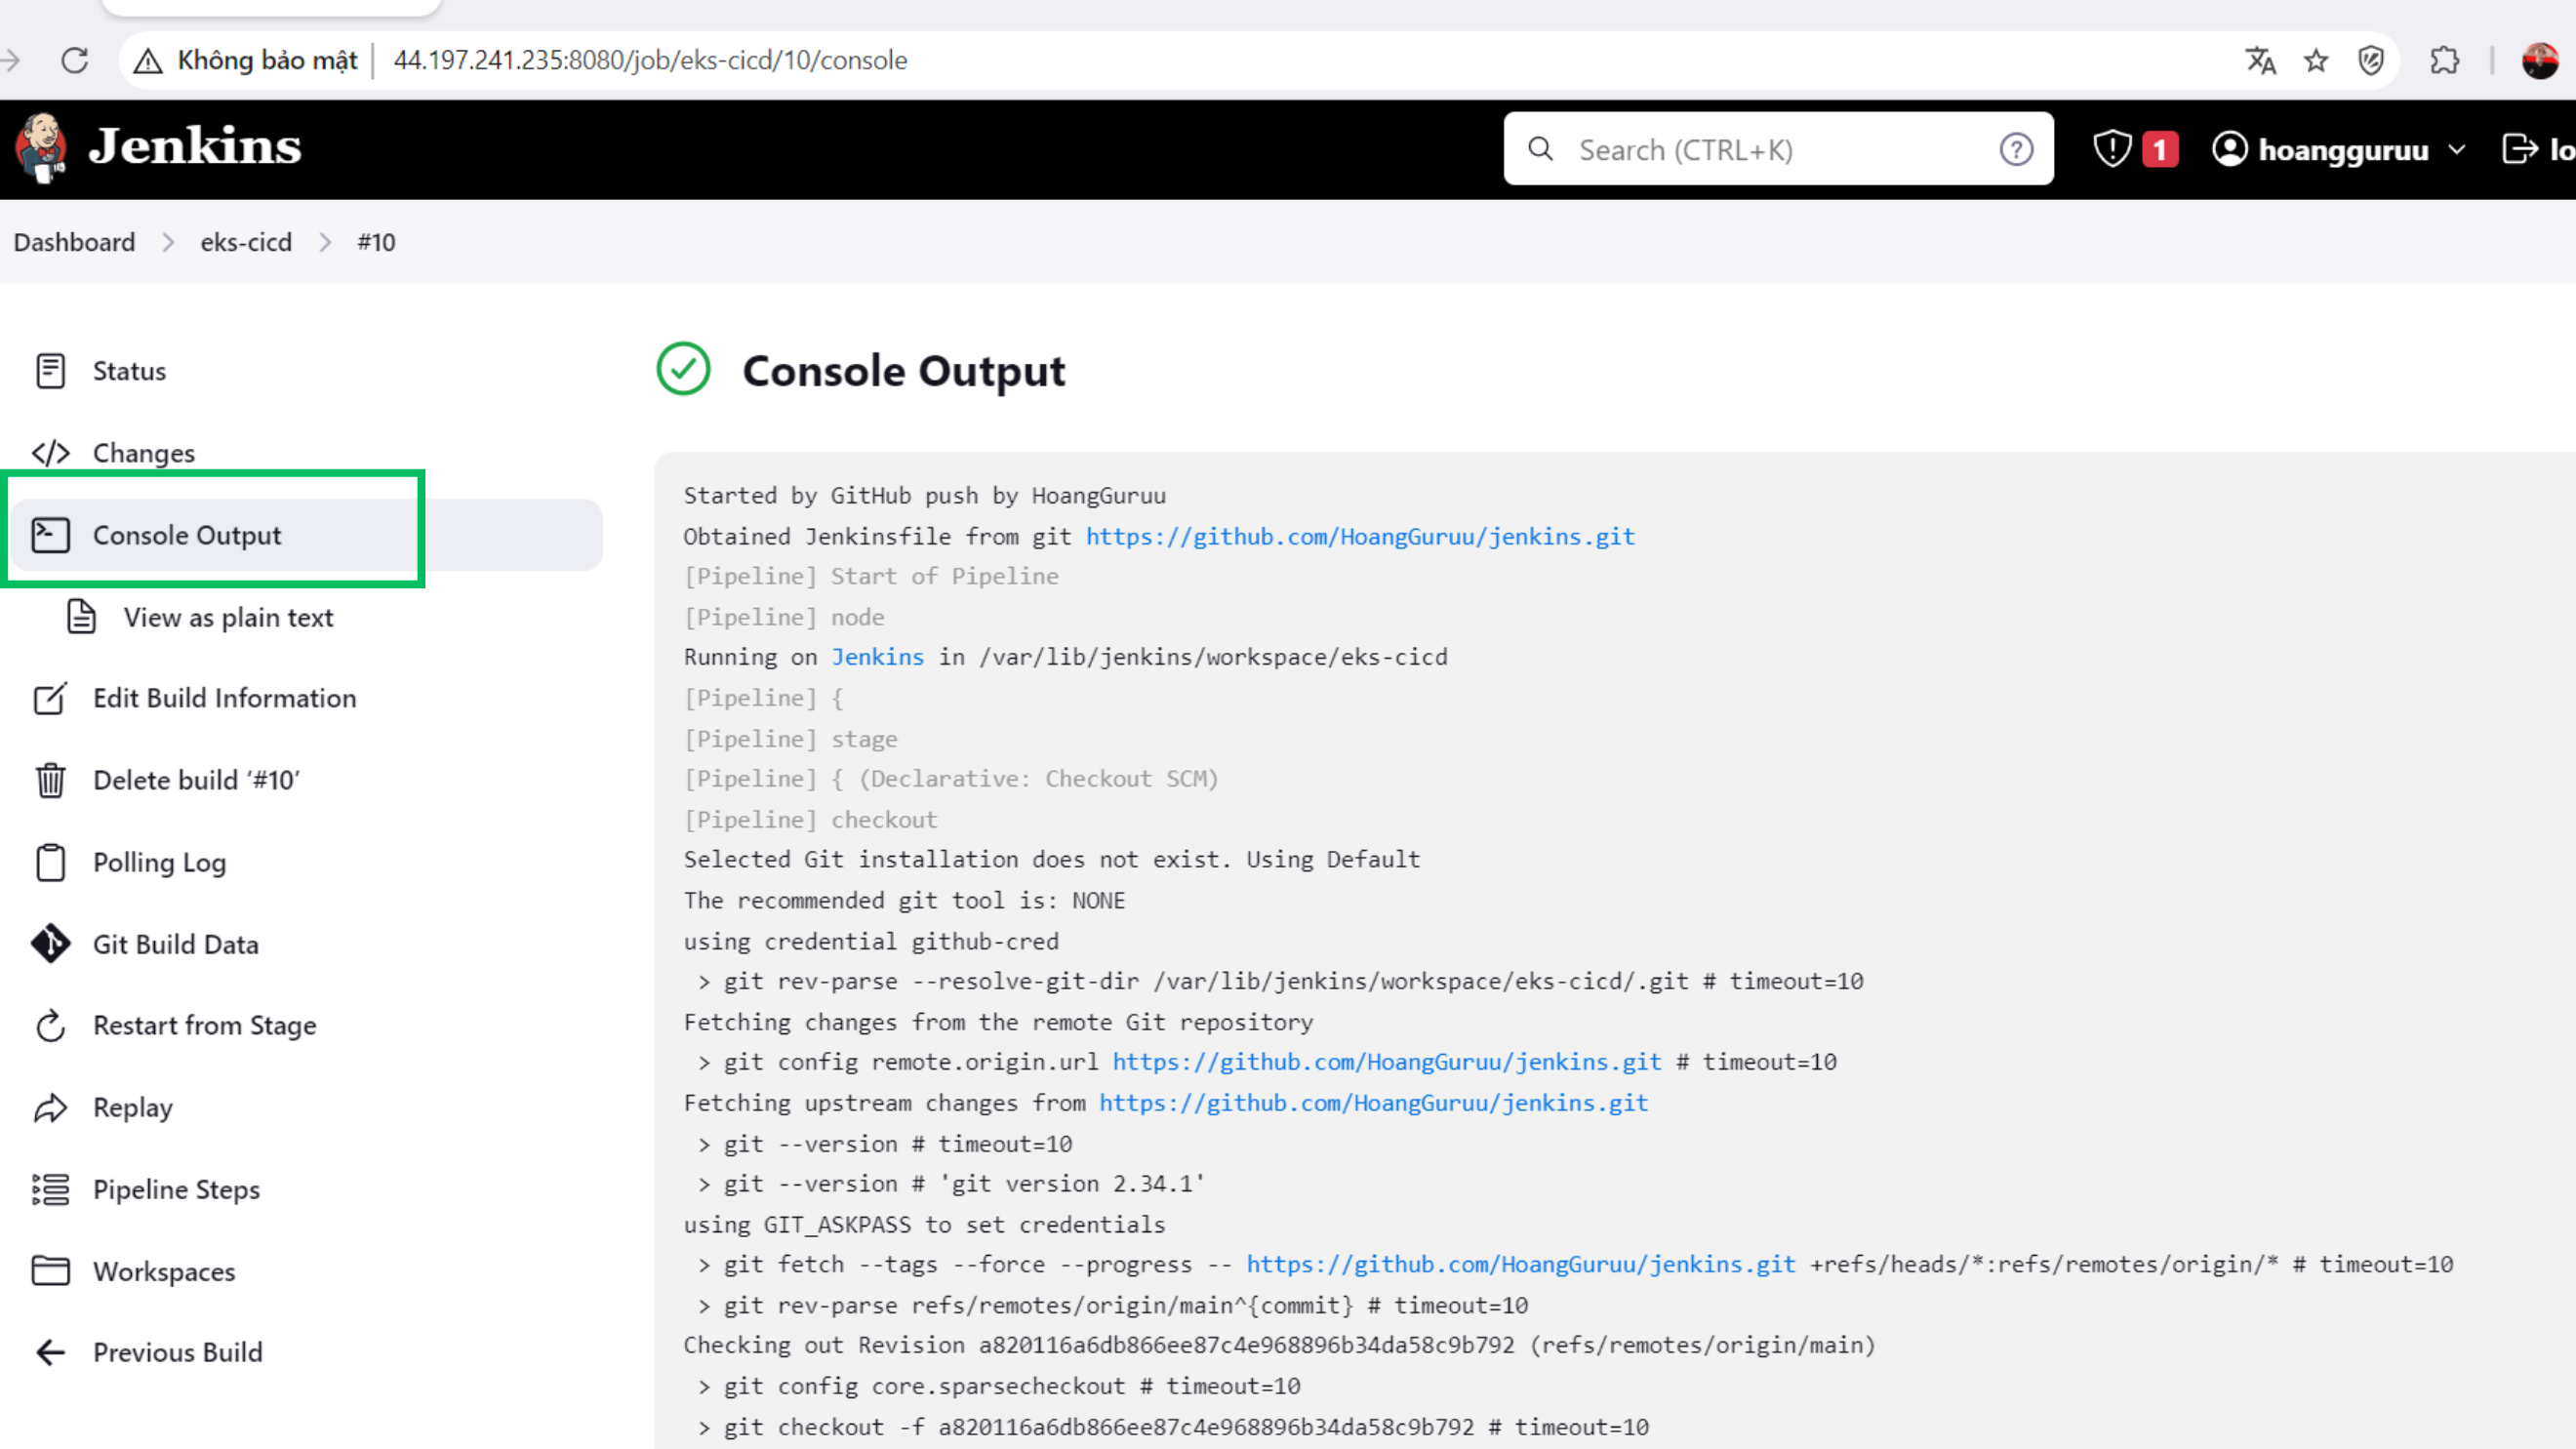 Không bảo mật
44.197.241.235:8080/job/eks-cicd/10/console
Jenkins
Search (CTRL+K)
?
1
hoangguruu
lo
Dashboard
eks-cicd
#10
Status
Changes
Console Output
View as plain text
Edit Build Information
Delete build ‘#10’
Polling Log
Git Build Data
Restart from Stage
Replay
Pipeline Steps
Workspaces
Previous Build
Console Output
Started by GitHub push by HoangGuruu
Obtained Jenkinsfile from git https://github.com/HoangGuruu/jenkins.git
[Pipeline] Start of Pipeline
[Pipeline] node
Running on Jenkins in /var/lib/jenkins/workspace/eks-cicd
[Pipeline] {
[Pipeline] stage
[Pipeline] { (Declarative: Checkout SCM)
[Pipeline] checkout
Selected Git installation does not exist. Using Default
The recommended git tool is: NONE
using credential github-cred
> git rev-parse --resolve-git-dir /var/lib/jenkins/workspace/eks-cicd/.git # timeout=10
Fetching changes from the remote Git repository
> git config remote.origin.url https://github.com/HoangGuruu/jenkins.git # timeout=10
Fetching upstream changes from https://github.com/HoangGuruu/jenkins.git
> git --version # timeout=10
> git --version # 'git version 2.34.1'
using GIT_ASKPASS to set credentials
> git fetch --tags --force --progress -- https://github.com/HoangGuruu/jenkins.git +refs/heads/*:refs/remotes/origin/* # timeout=10
> git rev-parse refs/remotes/origin/main^{commit} # timeout=10
Checking out Revision a820116a6db866ee87c4e968896b34da58c9b792 (refs/remotes/origin/main)
> git config core.sparsecheckout # timeout=10
> git checkout -f a820116a6db866ee87c4e968896b34da58c9b792 # timeout=10